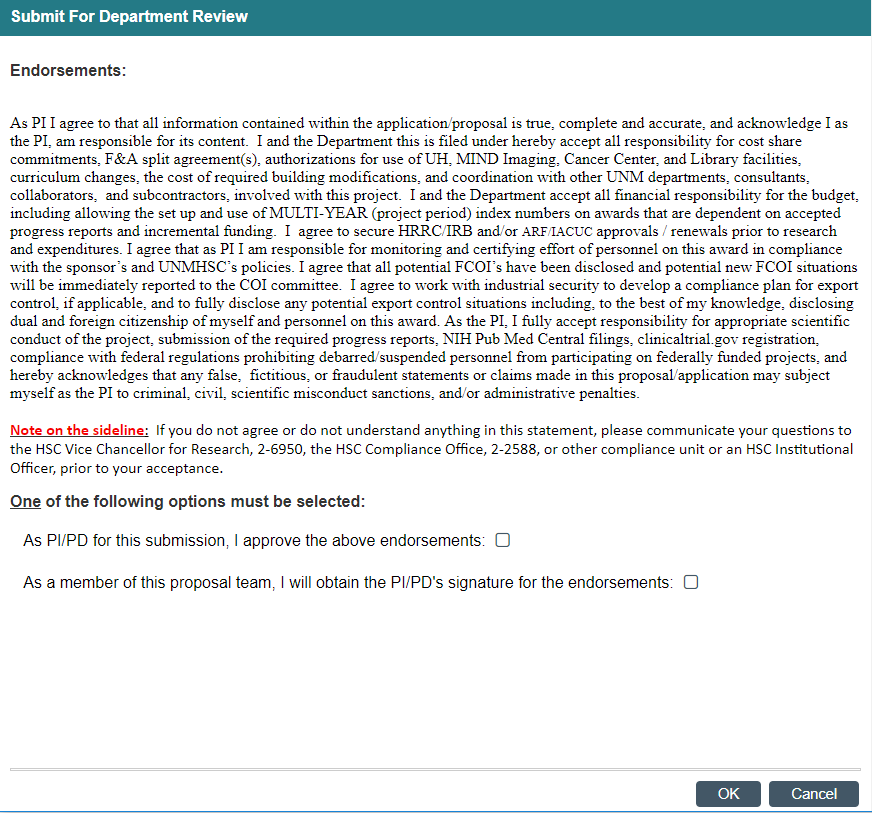 Submit For Department Review
Endorsements:
As PI I agree to that all information contained within the application/proposal is true, complete and accurate, and acknowledge I as
the PI, am responsible for its content.  I and the Department this is filed under hereby accept all responsibility for cost share
commitments, F&A split agreement(s), authorizations for use of UH, MIND Imaging, Cancer Center, and Library facilities,
curriculum changes, the cost of required building modifications, and coordination with other UNM departments, consultants,
collaborators,  and subcontractors, involved with this project.  I and the Department accept all financial responsibility for the budget,
including allowing the set up and use of MULTI-YEAR (project period) index numbers on awards that are dependent on accepted
progress reports and incremental funding.  I  agree to secure HRRC/IRB and/or ARF/IACUC approvals / renewals prior to research
and expenditures. I agree that as PI I am responsible for monitoring and certifying effort of personnel on this award in compliance
with the sponsor's and UNMHSC's policies. I agree that all potential FCOI's have been disclosed and potential new FCOI situations
will be immediately reported to the COI committee.  I agree to work with industrial security to develop a compliance plan for export
control, if applicable, and to fully disclose any potential export control situations including, to the best of my knowledge, disclosing
dual and foreign citizenship of myself and personnel on this award. As the PI, I fully accept responsibility for appropriate scientific
conduct of the project, submission of the required progress reports, NIH Pub Med Central filings, clinicaltrial.gov registration,
compliance with federal regulations prohibiting debarred/suspended personnel from participating on federally funded projects, and
hereby acknowledges that any false,  fictitious, or fraudulent statements or claims made in this proposal/application may subject
myself as the PI to criminal, civil, scientific misconduct sanctions, and/or administrative penalties.
Note on the sideline:  If you do not agree or do not understand anything in this statement, please communicate your questions to
the HSC Vice Chancellor for Research, 2-6950, the HSC Compliance Office, 2-2588, or other compliance unit or an HSC Institutional
Officer, prior to your acceptance.
One of the following options must be selected:
As PI/PD for this submission, I approve the above endorsements:
As a member of this proposal team, I will obtain the PI/PD's signature for the endorsements:
OK Cancel